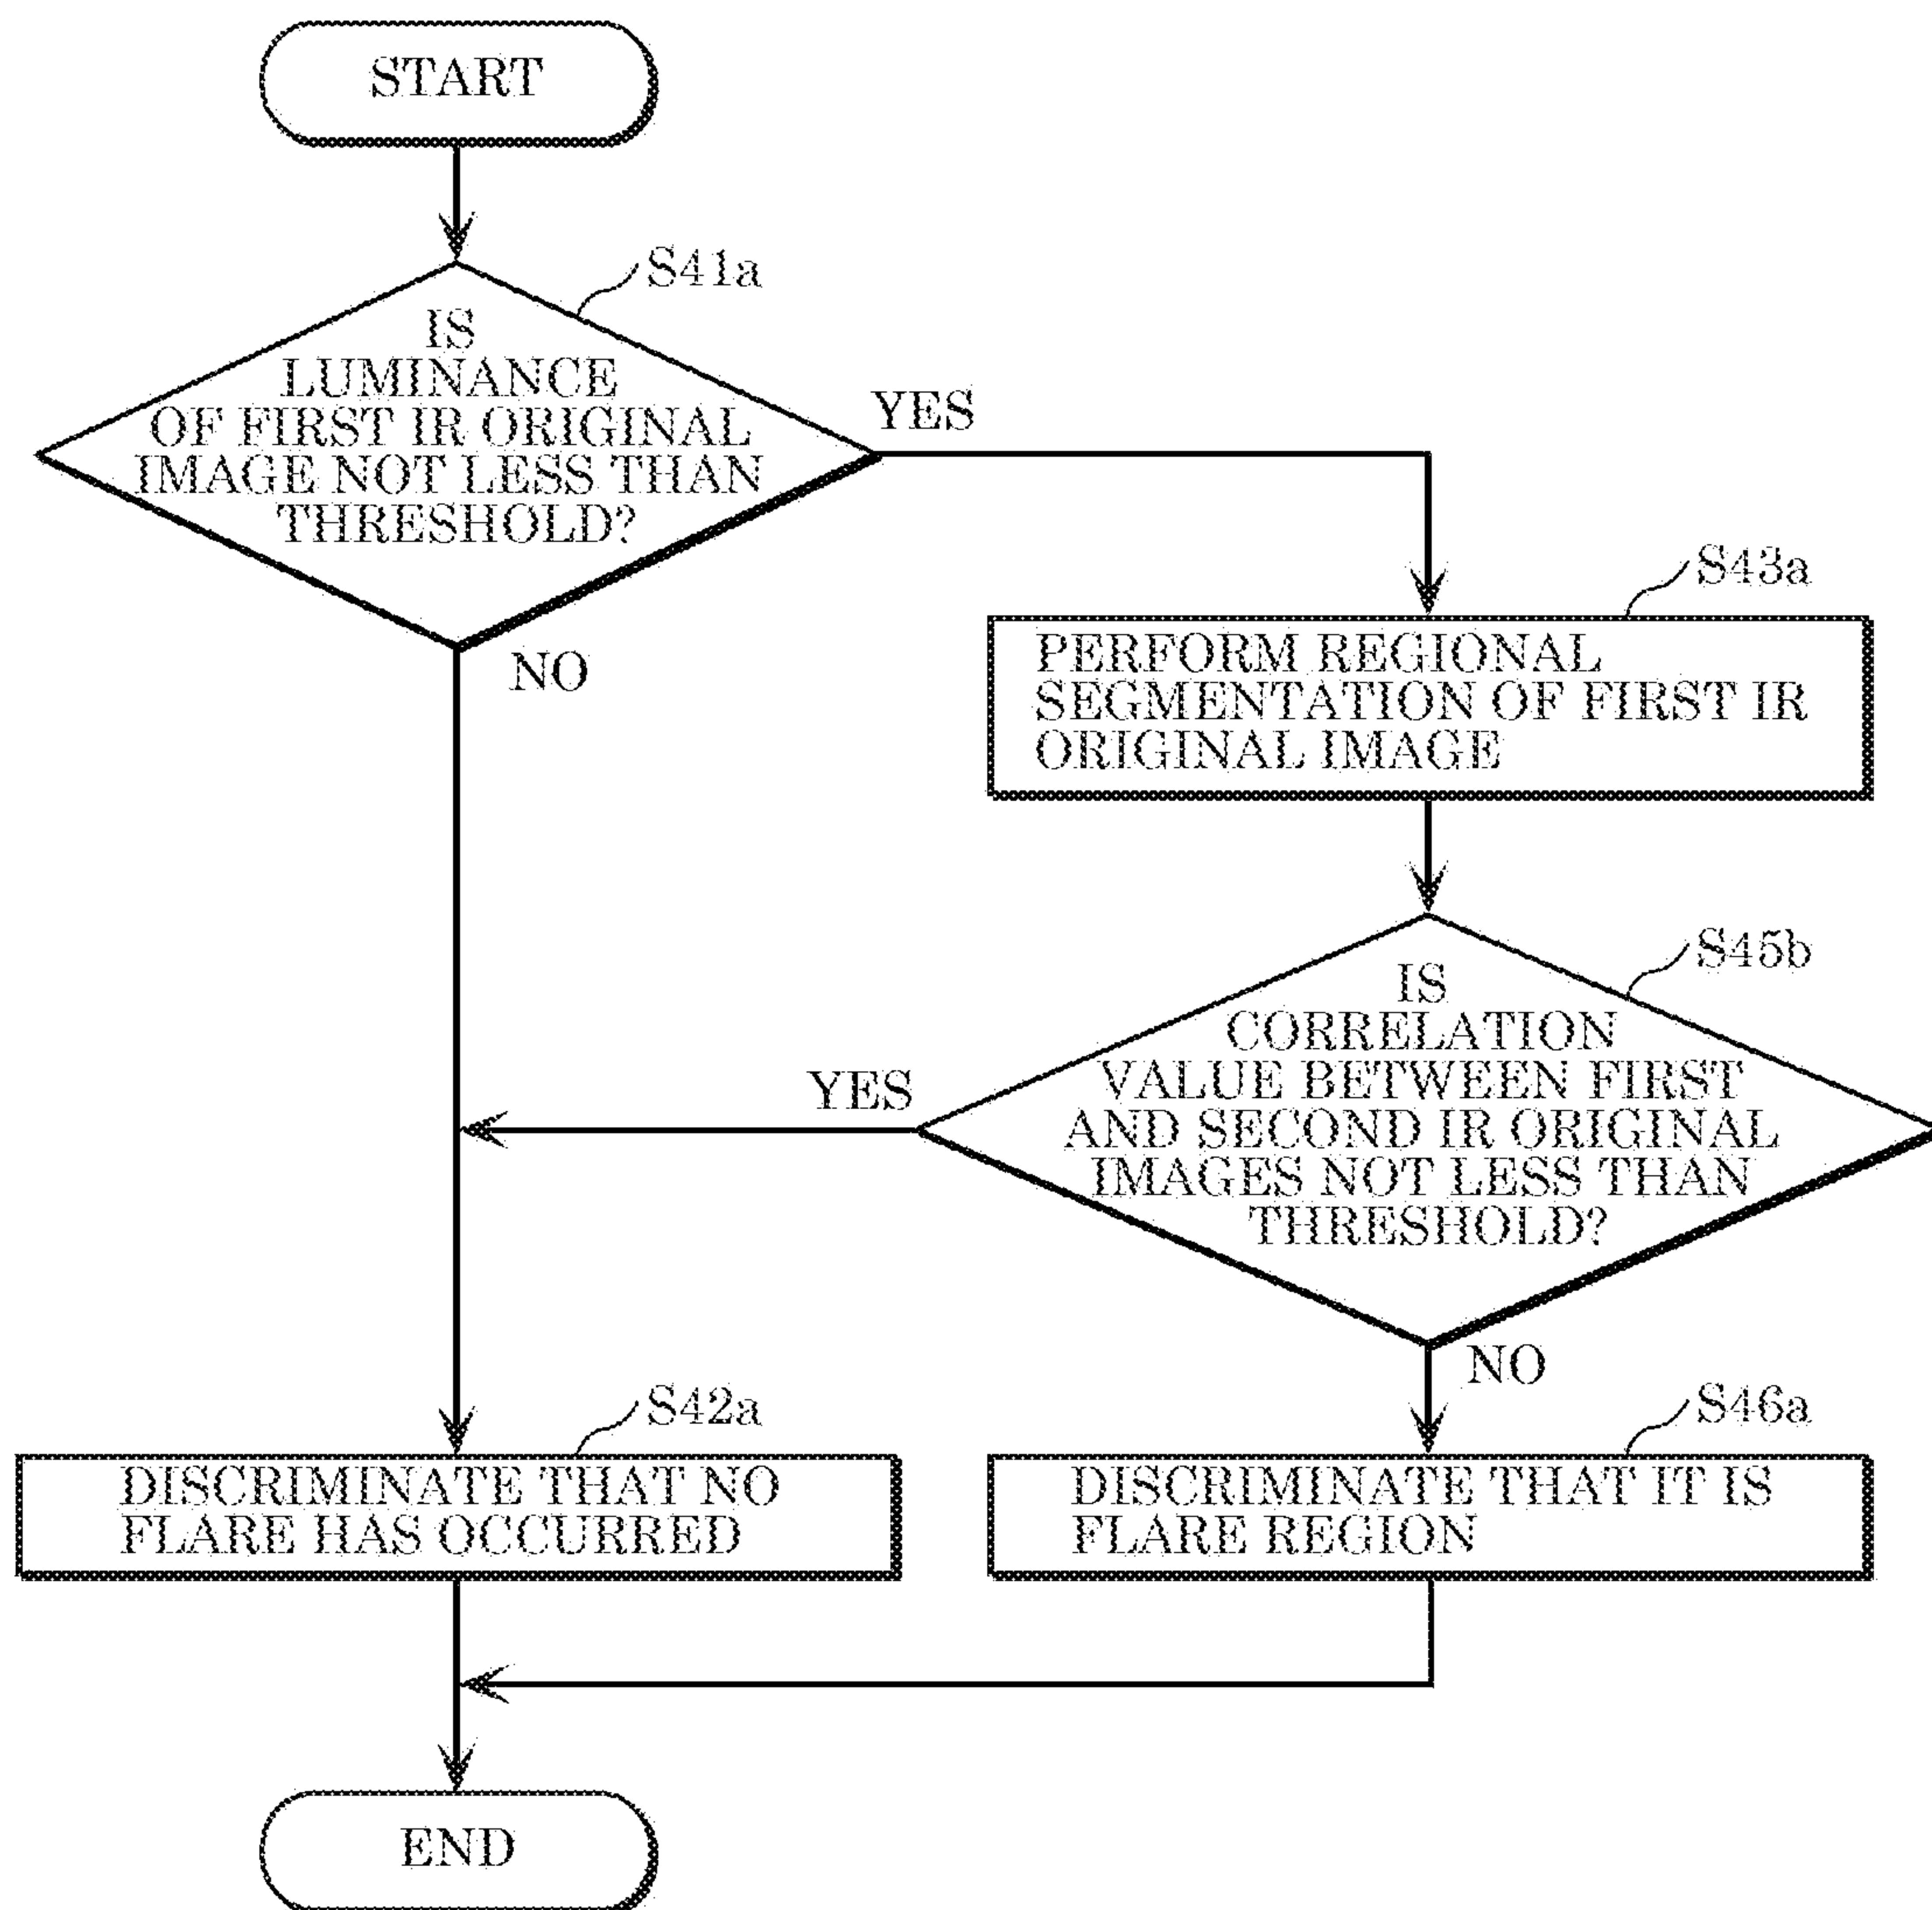 START
S41a
IS
LUMINANCE
OF FIRST IR ORIGINAL
IMAGE NOT LESS THAN
THRESHOLD?
YES
NO
S43a
PERFORM REGIONAL
SEGMENTATION OF FIRST IR
ORIGINAL IMAGE
S45b
IS
CORRELATION
VALUE BETWEEN FIRST
AND SECOND IR ORIGINAL
IMAGES NOT LESS THAN
THRESHOLD?
YES
NO
S42a
DISCRIMINATE THAT NO
FLARE HAS OCCURRED
S46a
DISCRIMINATE THAT IT IS
FLARE REGION
END